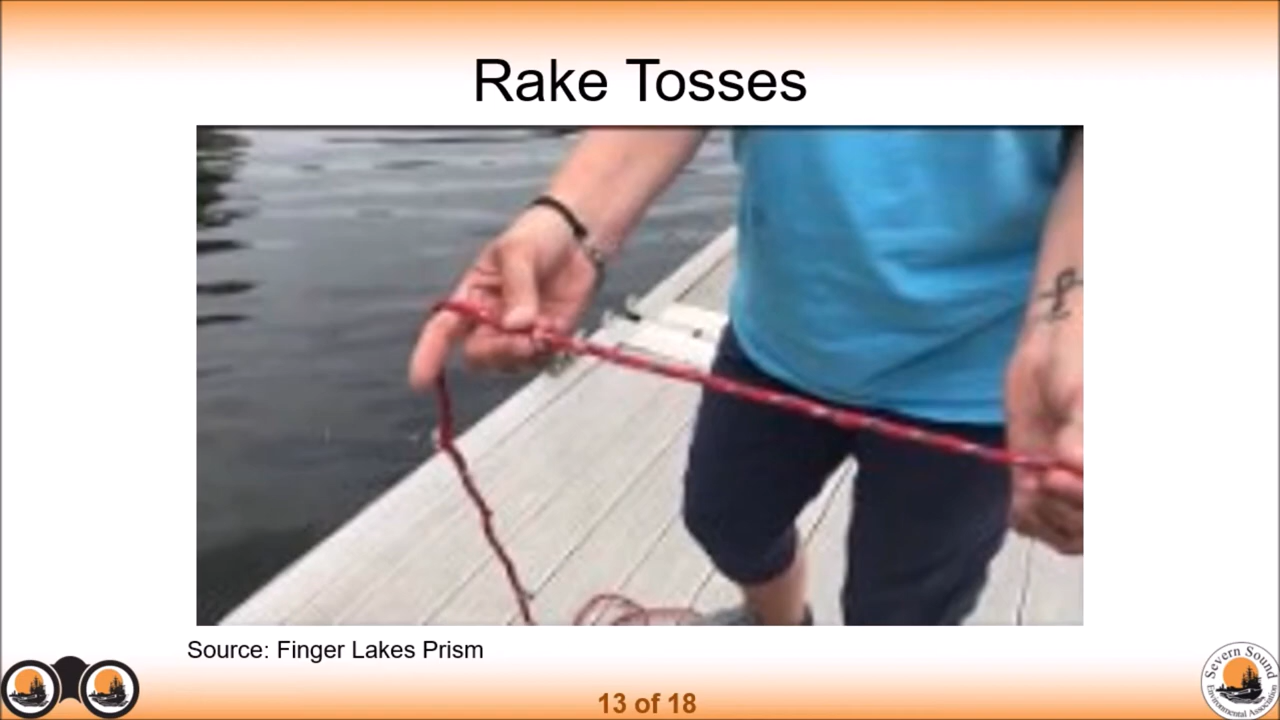 Rake Tosses
Source: Finger Lakes Prism
13 of 18
Severn Sound
Environmental Association